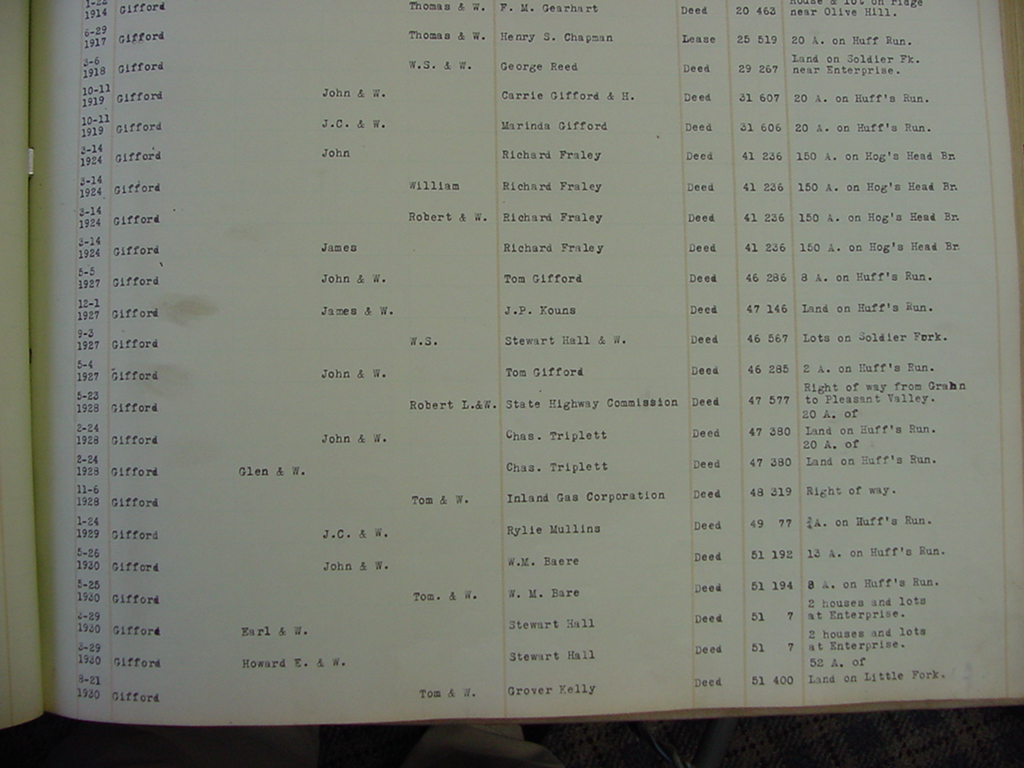 1-22 House & lot on ridge
1914 Gifford Thomas & W. F. M. Gearhart Deed 20 463 near Olive Hill.
6-29
1917 Gifford Thomas & W. Henry S. Chapman Lease 25 519 20 A. on Huff Run.
3-6 Land on Soldier Fk.
1918 Gifford W.S. & W. George Reed Deed 29 267 near Enterprise.
10-11
1919 Gifford John & W. Carrie Gifford & H. Deed 31 607 20 A. on Huff's Run.
10-11
1919 Gifford J.C. & W. Marinda Gifford Deed 31 606 20 A. on Huff's Run.
3-14
1924 Gifford John Richard Fraley Deed 41 236 150 A. on Hog's Head Br.
3-14
1924 Gifford William Richard Fraley Deed 41 236 150 A. on Hog's Head Br.
3-14
1924 Gifford Robert & W. Richard Fraley Deed 41 236 150 A. on Hog's Head Br.
3-14
1924 Gifford James Richard Fraley Deed 41 236 150 A. on Hog's Head Br.
5-5
1927 Gifford John & W. Tom Gifford Deed 46 286 8 A. on Huff's Run.
12-1
1927 Gifford James & W. J.P. Kouns Deed 47 146 Land on Huff's Run.
9-3
1927 Gifford W.S. Stewart Hall & W. Deed 46 567 Lots on Soldier Fork.
5-4
1927 Gifford John & W. Tom Gifford Deed 46 285 2 A. on Huff's Run.
5-23 Right of way from Grahn
1928 Gifford Robert L.&W. State Highway Commission Deed 47 577 to Pleasant Valley.
2-24 20 A. of
1928 Gifford John & W. Chas. Triplett Deed 47 380 Land on Huff's Run.
2-24 20 A. of
1928 Gifford Glen & W. Chas. Triplett Deed 47 380 Land on Huff's Run.
11-6
1928 Gifford Tom & W. Inland Gas Corporation Deed 48 319 Right of way.
1-24
1929 Gifford J.C. & W. Rylie Mullins Deed 49 77 A. on Huff's Run.
5-26
1930 Gifford John & W. W.M. Baere Deed 51 192 13 A. on Huff's Run.
5-25
1930 Gifford Tom. & W. W. M. Bare Deed 51 194 8 A. on Huff's Run.
-29 2 houses and lots
1930 Gifford Earl & W. Stewart Hall Deed 51 7 at Enterprise.
-29 2 houses and lots
1930 Gifford Howard E. & W. Stewart Hall Deed 51 7 at Enterprise.
8-21 52 A. of
1930 Gifford Tom & W. Grover Kelly Deed 51 400 Land on Little Fork.